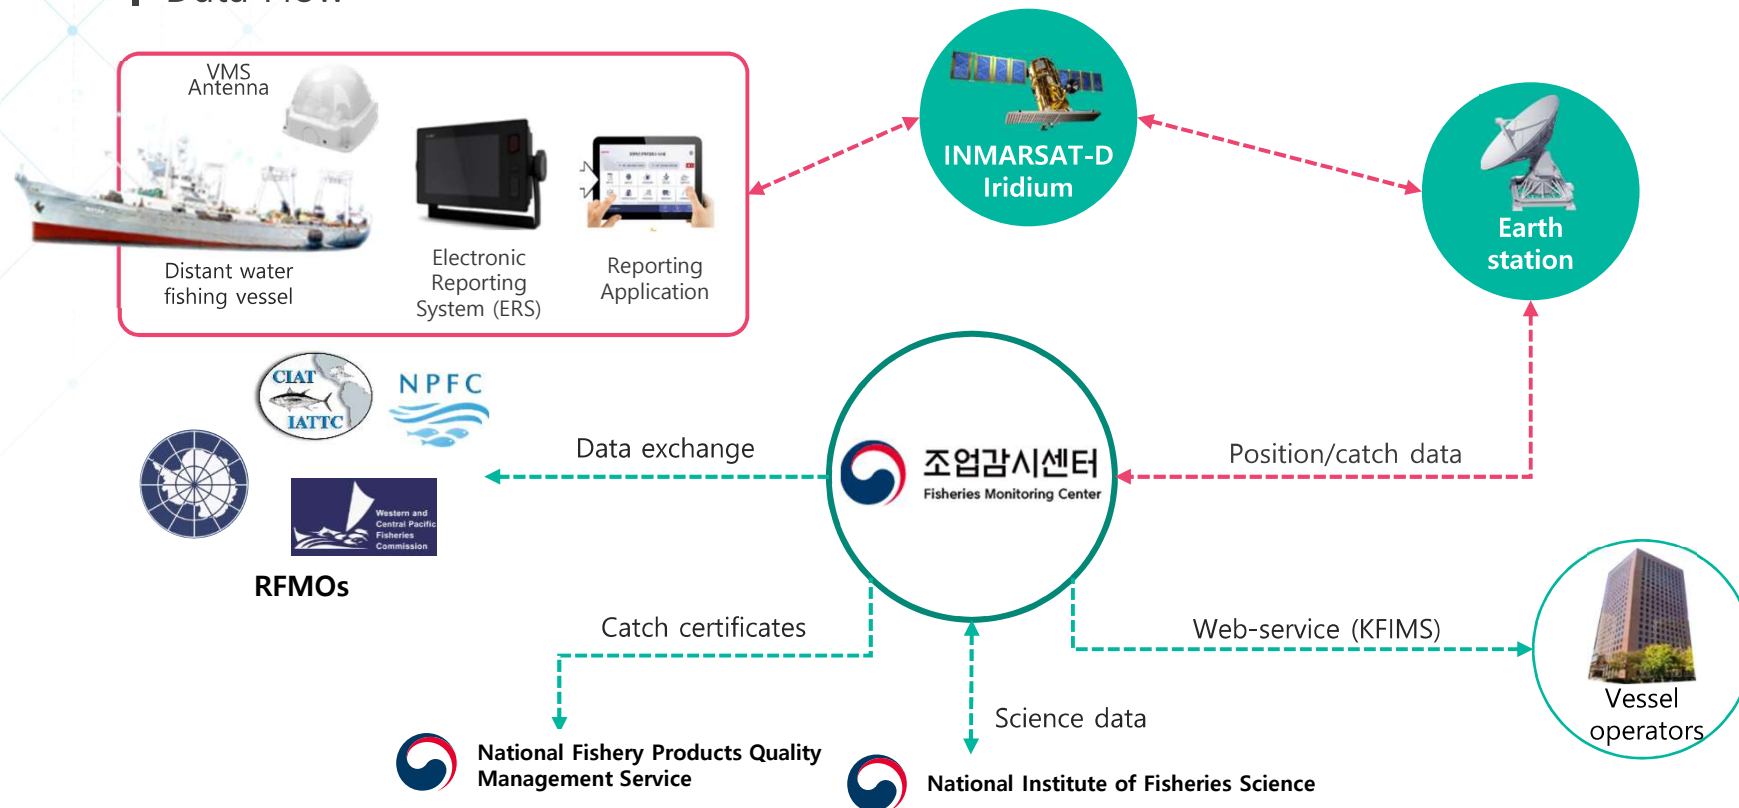 Data Flow
VMS
Antenna
Distant water
fishing vessel
Electronic
Reporting
System (ERS)
Reporting
Application
INMARSAT-D
Iridium
Earth
station
CIAT
IATTC
NPFC
Western and
Central Pacific
Fisheries
Commission
RFMOs
Data exchange
조업감시센터
Fisheries Monitoring Center
Position/catch data
Catch certificates
Science data
Web-service (KFIMS)
Vessel
operators
National Fishery Products Quality
Management Service
National Institute of Fisheries Science